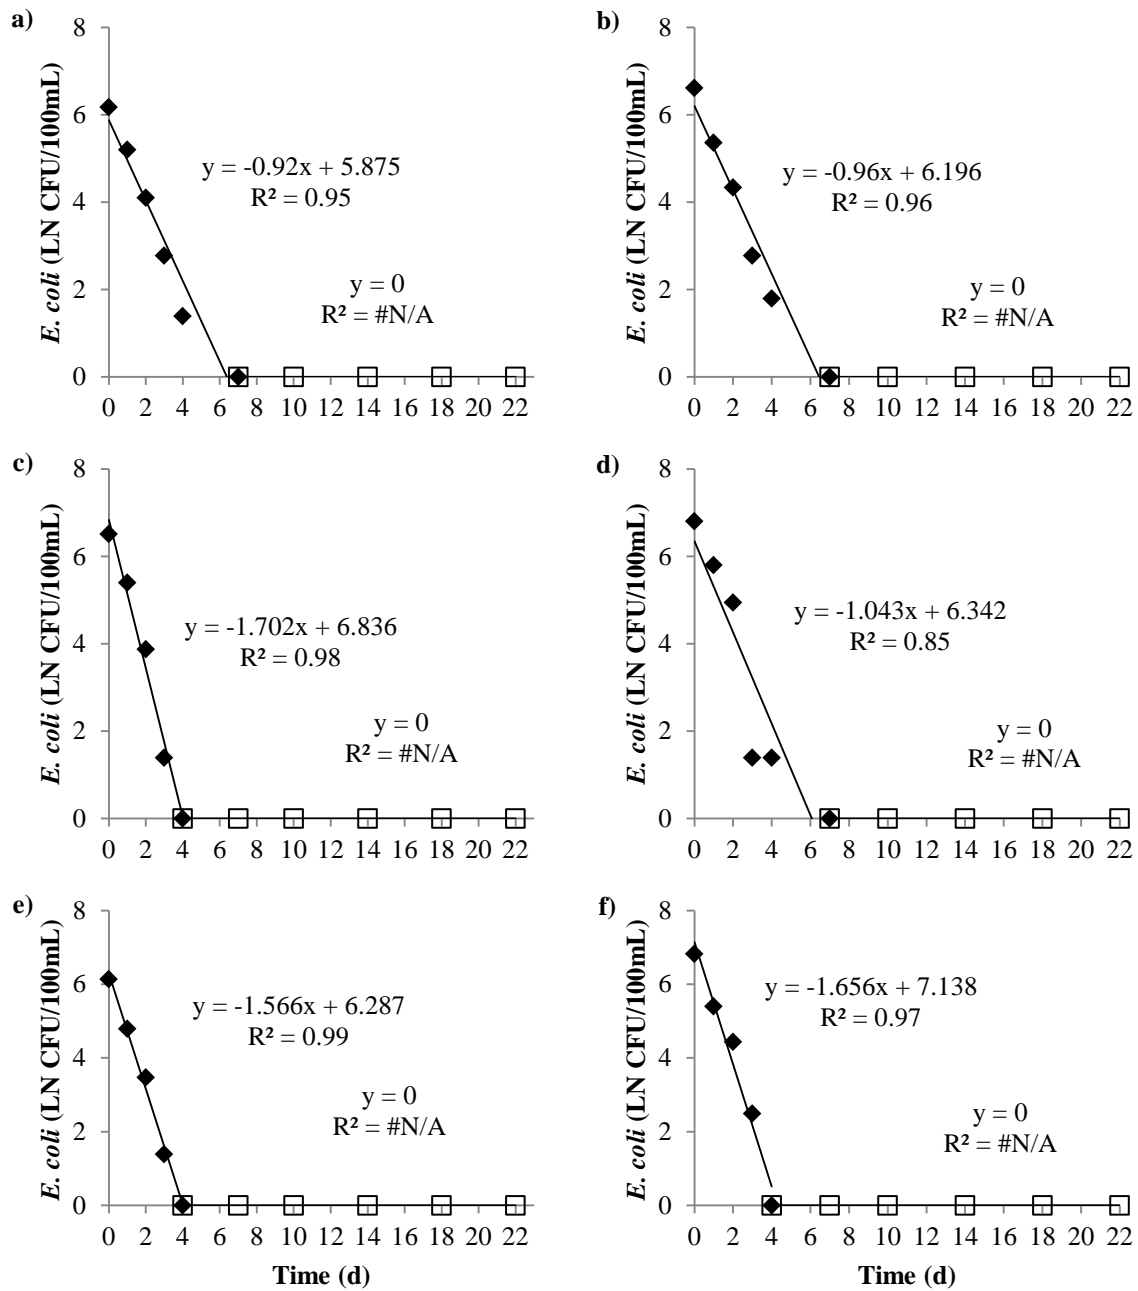 a)
E. coli (LN CFU/100mL)
8
6
4
2
0
y = -0.92x + 5.875
R² = 0.95
y = 0
R² = #N/A
0 2 4 6 8 10 12 14 16 18 20 22
b)
E. coli (LN CFU/100mL)
8
6
4
2
0
y = -0.96x + 6.196
R² = 0.96
y = 0
R² = #N/A
0 2 4 6 8 10 12 14 16 18 20 22
c)
E. coli (LN CFU/100mL)
8
6
4
2
0
y = -1.702x + 6.836
R² = 0.98
y = 0
R² = #N/A
0 2 4 6 8 10 12 14 16 18 20 22
d)
E. coli (LN CFU/100mL)
8
6
4
2
0
y = -1.043x + 6.342
R² = 0.85
y = 0
R² = #N/A
0 2 4 6 8 10 12 14 16 18 20 22
e)
E. coli (LN CFU/100mL)
8
6
4
2
0
y = -1.566x + 6.287
R² = 0.99
y = 0
R² = #N/A
0 2 4 6 8 10 12 14 16 18 20 22
Time (d)
f)
E. coli (LN CFU/100mL)
8
6
4
2
0
y = -1.656x + 7.138
R² = 0.97
y = 0
R² = #N/A
0 2 4 6 8 10 12 14 16 18 20 22
Time (d)